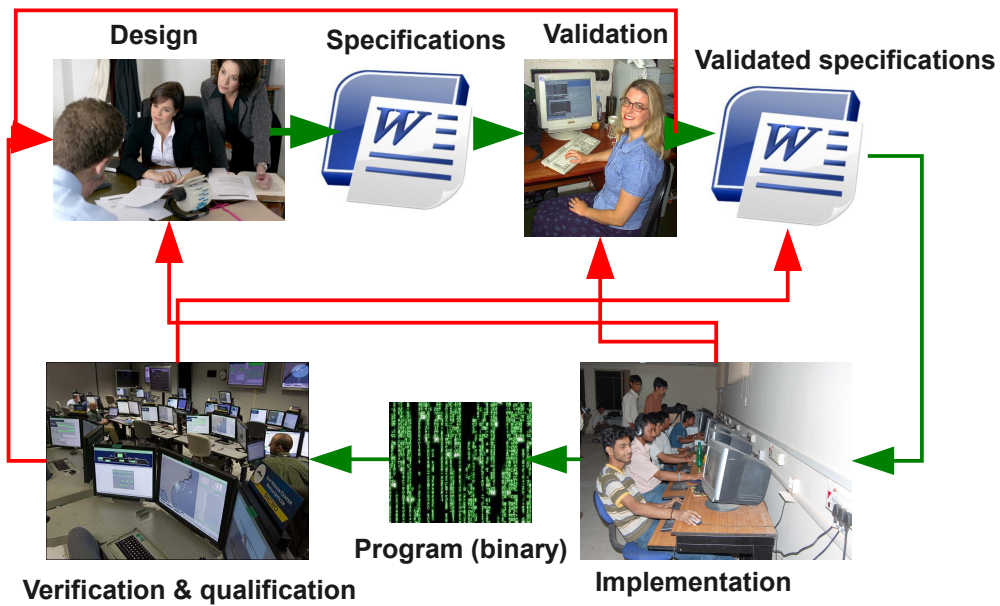 Design
Specifications
Validation
Validated specifications
W
W
Program (binary)
Implementation
Verification & qualification